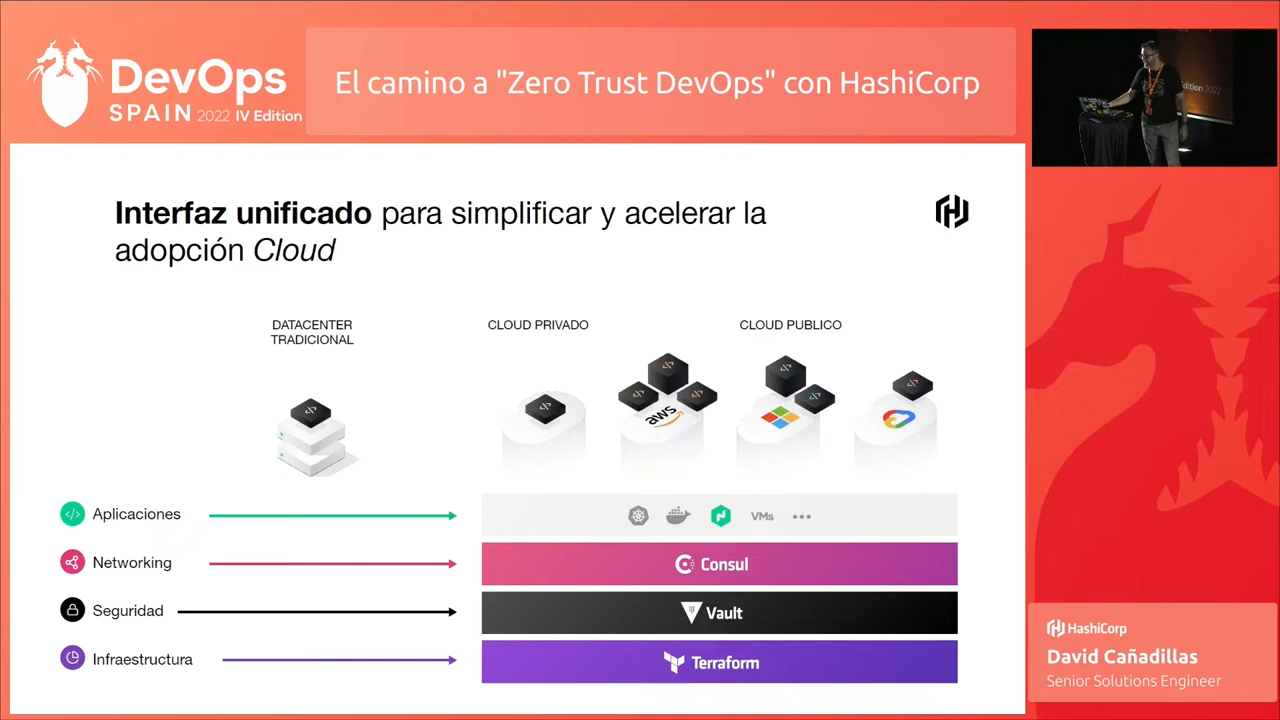 DevOps
SPAIN 2022 IV Edition
El camino a "Zero Trust DevOps" con HashiCorp
Edition 2022
Interfaz unificado para simplificar y acelerar la
adopción Cloud
DATACENTER
TRADICIONAL
CLOUD PRIVADO
CLOUD PUBLICO
aws
Aplicaciones
VMs
Networking
Consul
Seguridad
Vault
Infraestructura
Terraform
HashiCorp
David Cañadillas
Senior Solutions Engineer